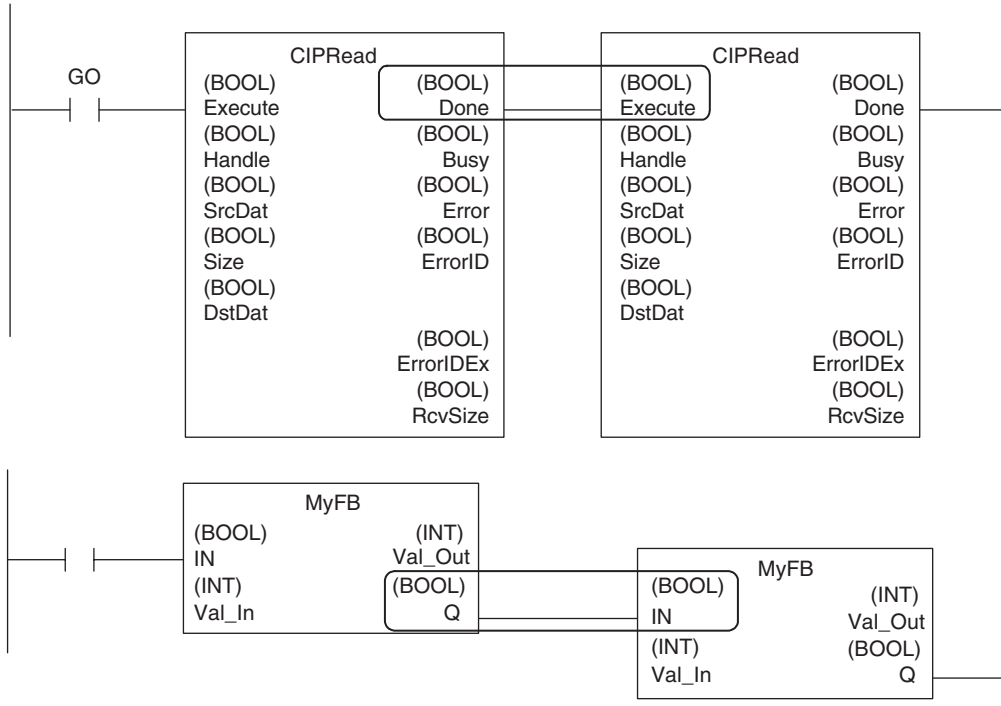 GO
CIPRead
(BOOL) (BOOL)
Execute Done
(BOOL) (BOOL)
Handle Busy
(BOOL) (BOOL)
SrcDat Error
(BOOL) (BOOL)
Size ErrorID
(BOOL)
DstDat
(BOOL)
ErrorIDEx
(BOOL)
RcvSize
CIPRead
(BOOL) (BOOL)
Execute Done
(BOOL) (BOOL)
Handle Busy
(BOOL) (BOOL)
SrcDat Error
(BOOL) (BOOL)
Size ErrorID
(BOOL)
DstDat
(BOOL)
ErrorIDEx
(BOOL)
RcvSize
MyFB
(BOOL) (INT)
IN Val_Out
(INT) (BOOL)
Val_In Q
MyFB
(BOOL) (INT)
IN Val_Out
(INT) (BOOL)
Val_In Q